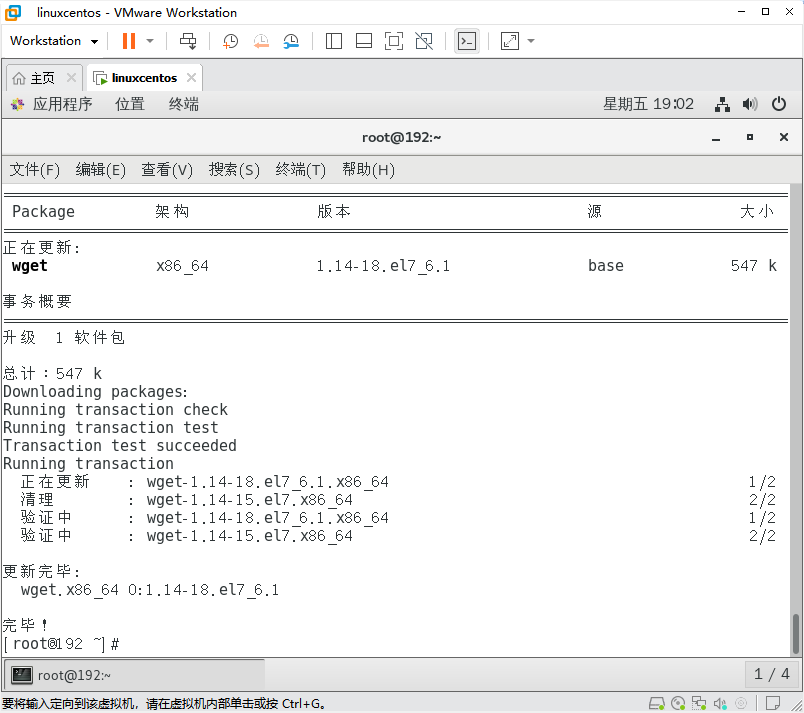 linuxcentos - VMware Workstation
Workstation
主页 linuxcentos
应用程序 位置 终端 星期五 19:02
root@192:~
文件(F) 编辑(E) 查看(V) 搜索(S) 终端(T) 帮助(H)
Package 架构 版本 源 大小
正在更新:
wget x86_64 1.14-18.el7_6.1 base 547 k
事务概要
升级 1 软件包
总计：547 k
Downloading packages:
Running transaction check
Running transaction test
Transaction test succeeded
Running transaction
正在更新 : wget-1.14-18.el7_6.1.x86_64 1/2
清理 : wget-1.14-15.el7.x86_64 2/2
验证中 : wget-1.14-18.el7_6.1.x86_64 1/2
验证中 : wget-1.14-15.el7.x86_64 2/2
更新完毕:
wget.x86_64 0:1.14-18.el7_6.1
完毕！
[root@192 ~]#
root@192:~ 1 / 4
要将输入定向到该虚拟机，请在虚拟机内部单击或按 Ctrl+G。